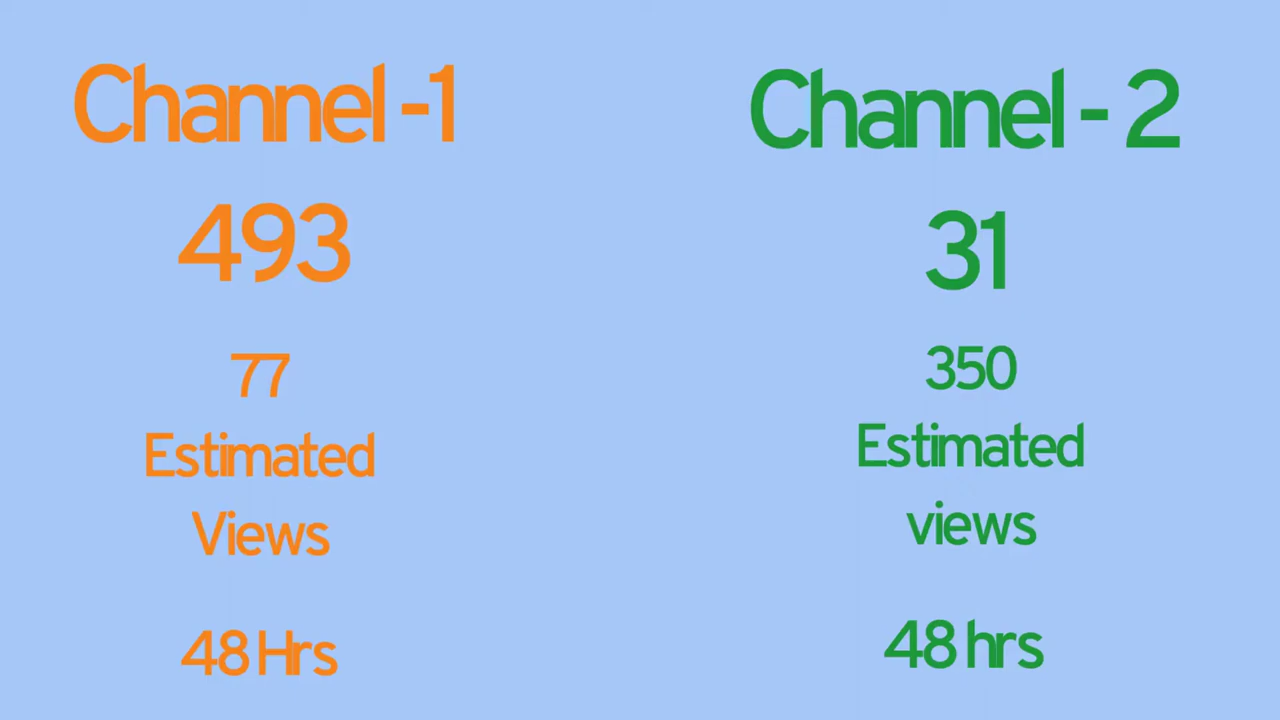 Channel -1
493
77
Estimated
Views
48 Hrs
Channel - 2
31
350
Estimated
views
48 hrs